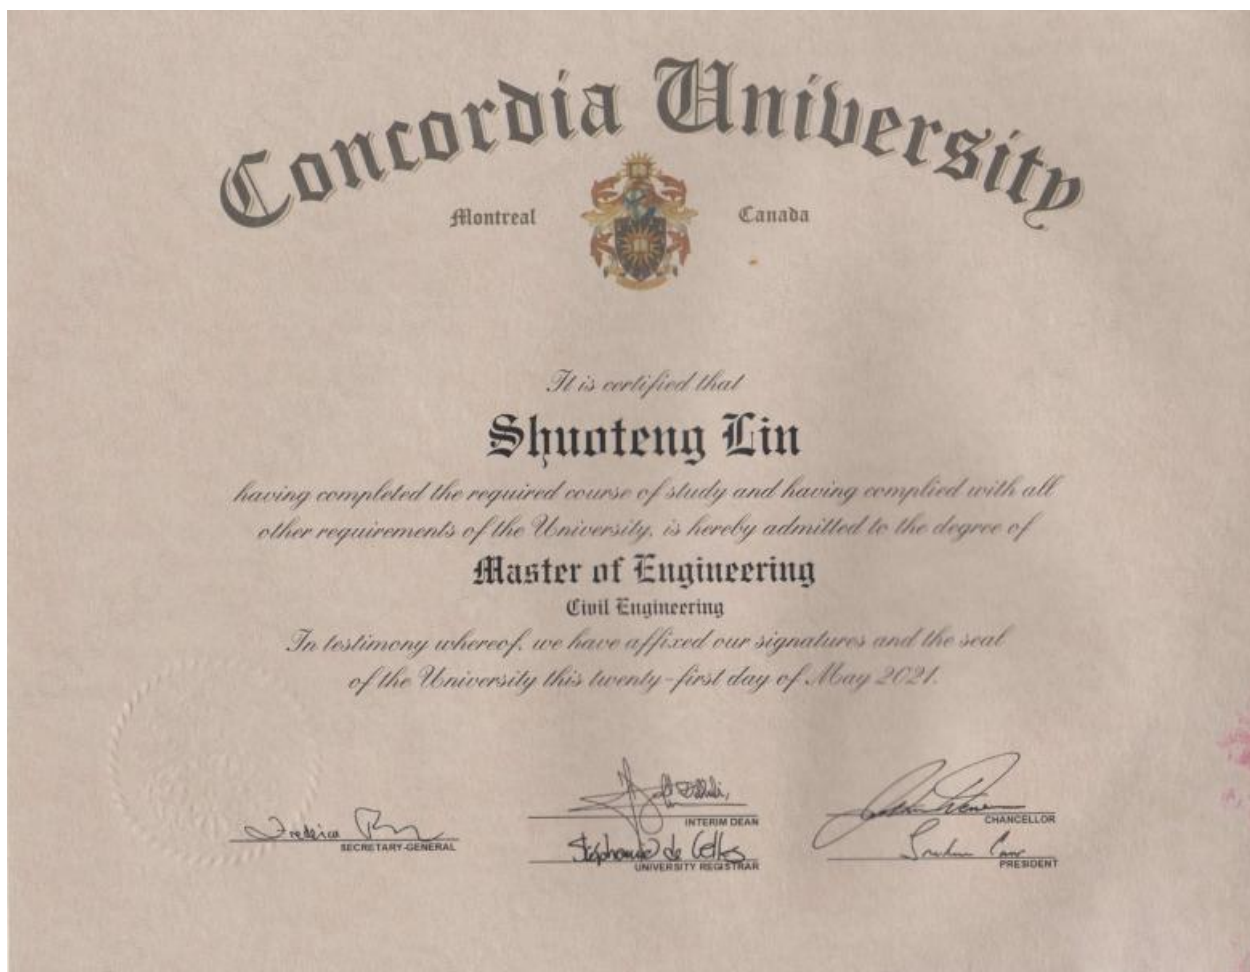 Concordia University
Montreal Canada
It is certified that
Shuoteng Lin
having completed the required course of study and having complied with all
other requirements of the University, is hereby admitted to the degree of
Master of Engineering
Civil Engineering
In testimony whereof, we have affixed our signatures and the seal
of the University this twenty-first day of May 2021.
SECRETARY-GENERAL
INTERIM DEAN
UNIVERSITY REGISTRAR
CHANCELLOR
PRESIDENT